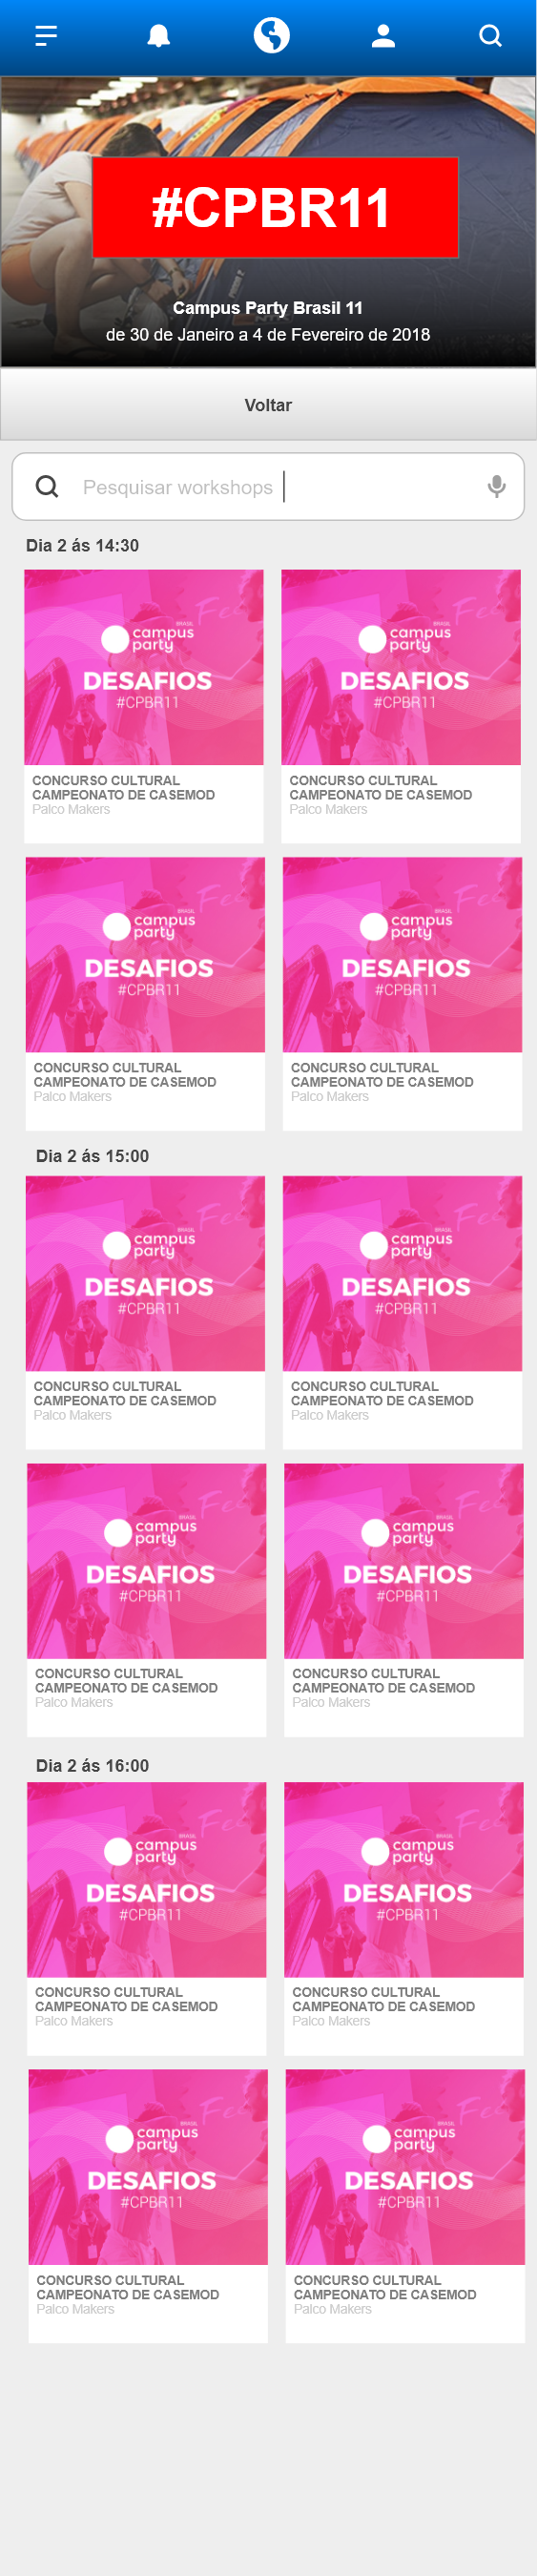 #CPBR11
Campus Party Brasil 11
de 30 de Janeiro a 4 de Fevereiro de 2018
Voltar
Pesquisar workshops
Dia 2 ás 14:30
BRASIL
campus
party
DESAFIOS
#CPBR11
CONCURSO CULTURAL
CAMPEONATO DE CASEMOD
Palco Makers
BRASIL
campus
party
DESAFIOS
#CPBR11
CONCURSO CULTURAL
CAMPEONATO DE CASEMOD
Palco Makers
BRASIL
campus
party
DESAFIOS
#CPBR11
CONCURSO CULTURAL
CAMPEONATO DE CASEMOD
Palco Makers
BRASIL
campus
party
DESAFIOS
#CPBR11
CONCURSO CULTURAL
CAMPEONATO DE CASEMOD
Palco Makers
Dia 2 ás 15:00
BRASIL
campus
party
DESAFIOS
#CPBR11
CONCURSO CULTURAL
CAMPEONATO DE CASEMOD
Palco Makers
BRASIL
campus
party
DESAFIOS
#CPBR11
CONCURSO CULTURAL
CAMPEONATO DE CASEMOD
Palco Makers
BRASIL
campus
party
DESAFIOS
#CPBR11
CONCURSO CULTURAL
CAMPEONATO DE CASEMOD
Palco Makers
BRASIL
campus
party
DESAFIOS
#CPBR11
CONCURSO CULTURAL
CAMPEONATO DE CASEMOD
Palco Makers
Dia 2 ás 16:00
BRASIL
campus
party
DESAFIOS
#CPBR11
CONCURSO CULTURAL
CAMPEONATO DE CASEMOD
Palco Makers
BRASIL
campus
party
DESAFIOS
#CPBR11
CONCURSO CULTURAL
CAMPEONATO DE CASEMOD
Palco Makers
BRASIL
campus
party
DESAFIOS
#CPBR11
CONCURSO CULTURAL
CAMPEONATO DE CASEMOD
Palco Makers
BRASIL
campus
party
DESAFIOS
#CPBR11
CONCURSO CULTURAL
CAMPEONATO DE CASEMOD
Palco Makers